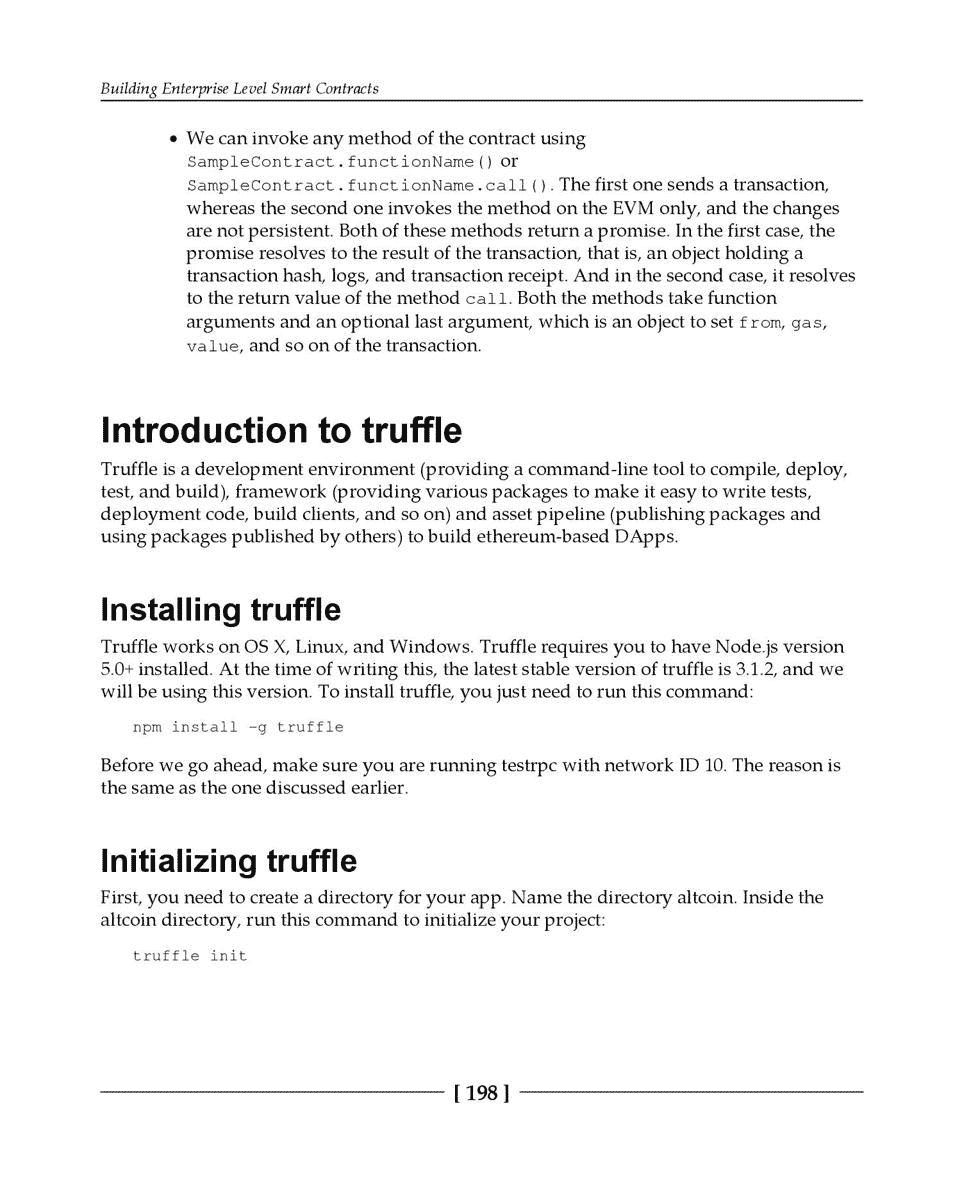 Building Enterprise Level Smart Contracts
• We can invoke any method of the contract using
SampleContract.functionName() or
SampleContract.functionName.call(). The first one sends a transaction,
whereas the second one invokes the method on the EVM only, and the changes
are not persistent. Both of these methods return a promise. In the first case, the
promise resolves to the result of the transaction, that is, an object holding a
transaction hash, logs, and transaction receipt. And in the second case, it resolves
to the return value of the method call. Both the methods take function
arguments and an optional last argument, which is an object to set from, gas,
value, and so on of the transaction.
Introduction to truffle
Truffle is a development environment (providing a command-line tool to compile, deploy,
test, and build), framework (providing various packages to make it easy to write tests,
deployment code, build clients, and so on) and asset pipeline (publishing packages and
using packages published by others) to build ethereum-based DApps.
Installing truffle
Truffle works on OS X, Linux, and Windows. Truffle requires you to have Node.js version
5.0+ installed. At the time of writing this, the latest stable version of truffle is 3.1.2, and we
will be using this version. To install truffle, you just need to run this command:
npm install -g truffle
Before we go ahead, make sure you are running testrpc with network ID 10. The reason is
the same as the one discussed earlier.
Initializing truffle
First, you need to create a directory for your app. Name the directory altcoin. Inside the
altcoin directory, run this command to initialize your project:
truffle init
[ 198 ]